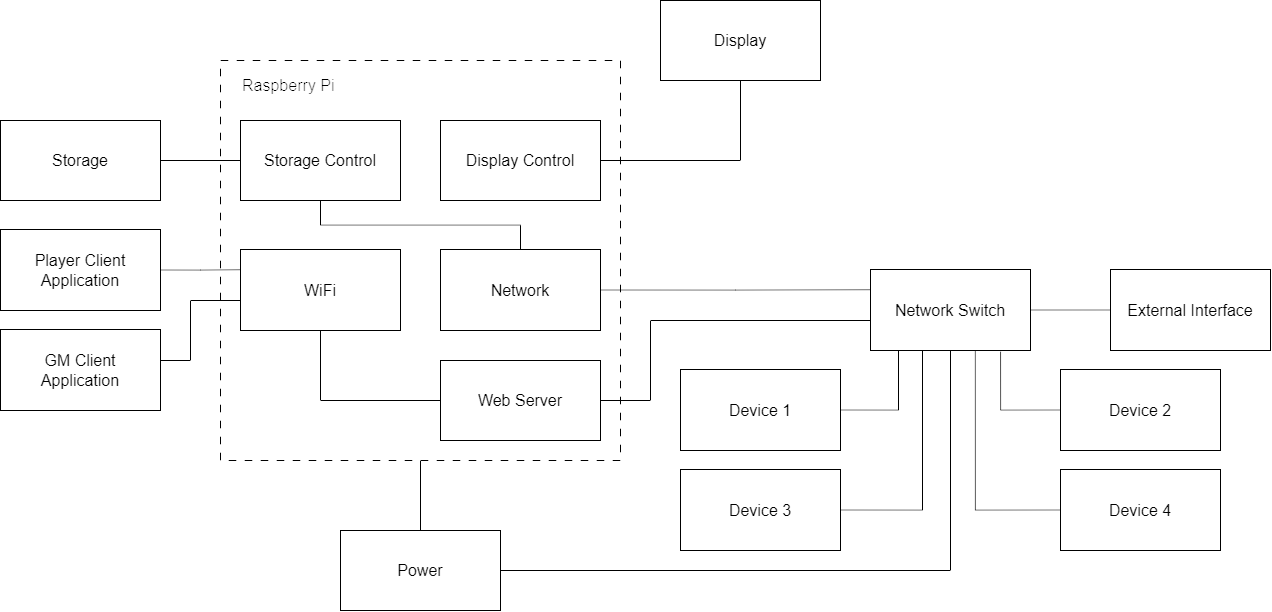 Display
Raspberry Pi
Storage
Storage Control
Display Control
Player Client
Application
WiFi
Network
Network Switch
External Interface
GM Client
Application
Web Server
Device 1
Device 2
Device 3
Device 4
Power